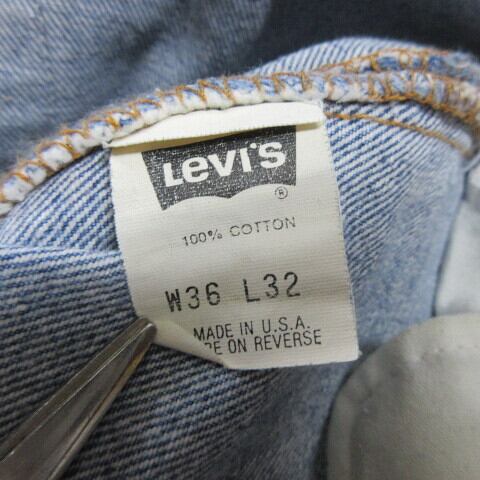 Levi's
®
100% COTTON
W36 L32
MADE IN U.S.A.
ON REVERSE